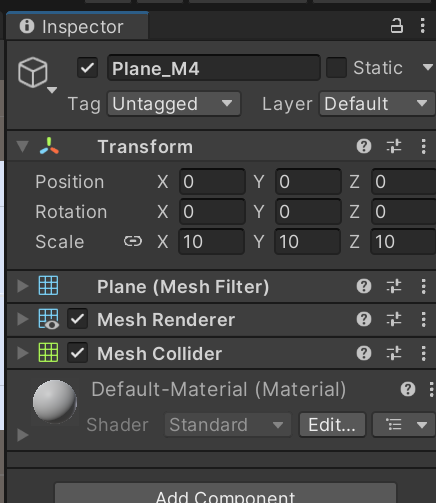 Inspector
Plane_M4 Static
Tag Untagged Layer Default
Transform
Position X 0 Y 0 Z 0
Rotation X 0 Y 0 Z 0
Scale X 10 Y 10 Z 10
Plane (Mesh Filter)
Mesh Renderer
Mesh Collider
Default-Material (Material)
Shader Standard Edit...
Add Component